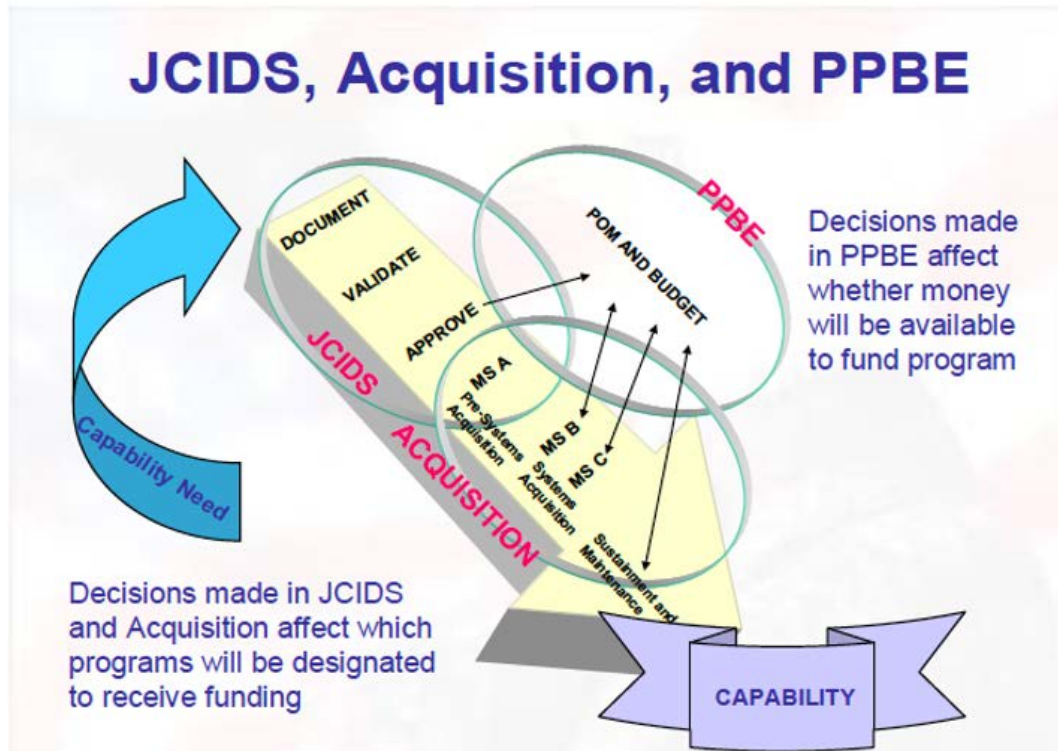 JCIDS, Acquisition, and PPBE
DOCUMENT
VALIDATE
APPROVE
JCIDS
PPBE
POM AND BUDGET
Decisions made
in PPBE affect
whether money
will be available
to fund program
Capability Need
MS A
Pre-Systems
Acquisition
ACQUISITION
MS B
MS C
Systems
Acquisition
Sustainment and
Maintenance
Decisions made in JCIDS
and Acquisition affect which
programs will be designated
to receive funding
CAPABILITY